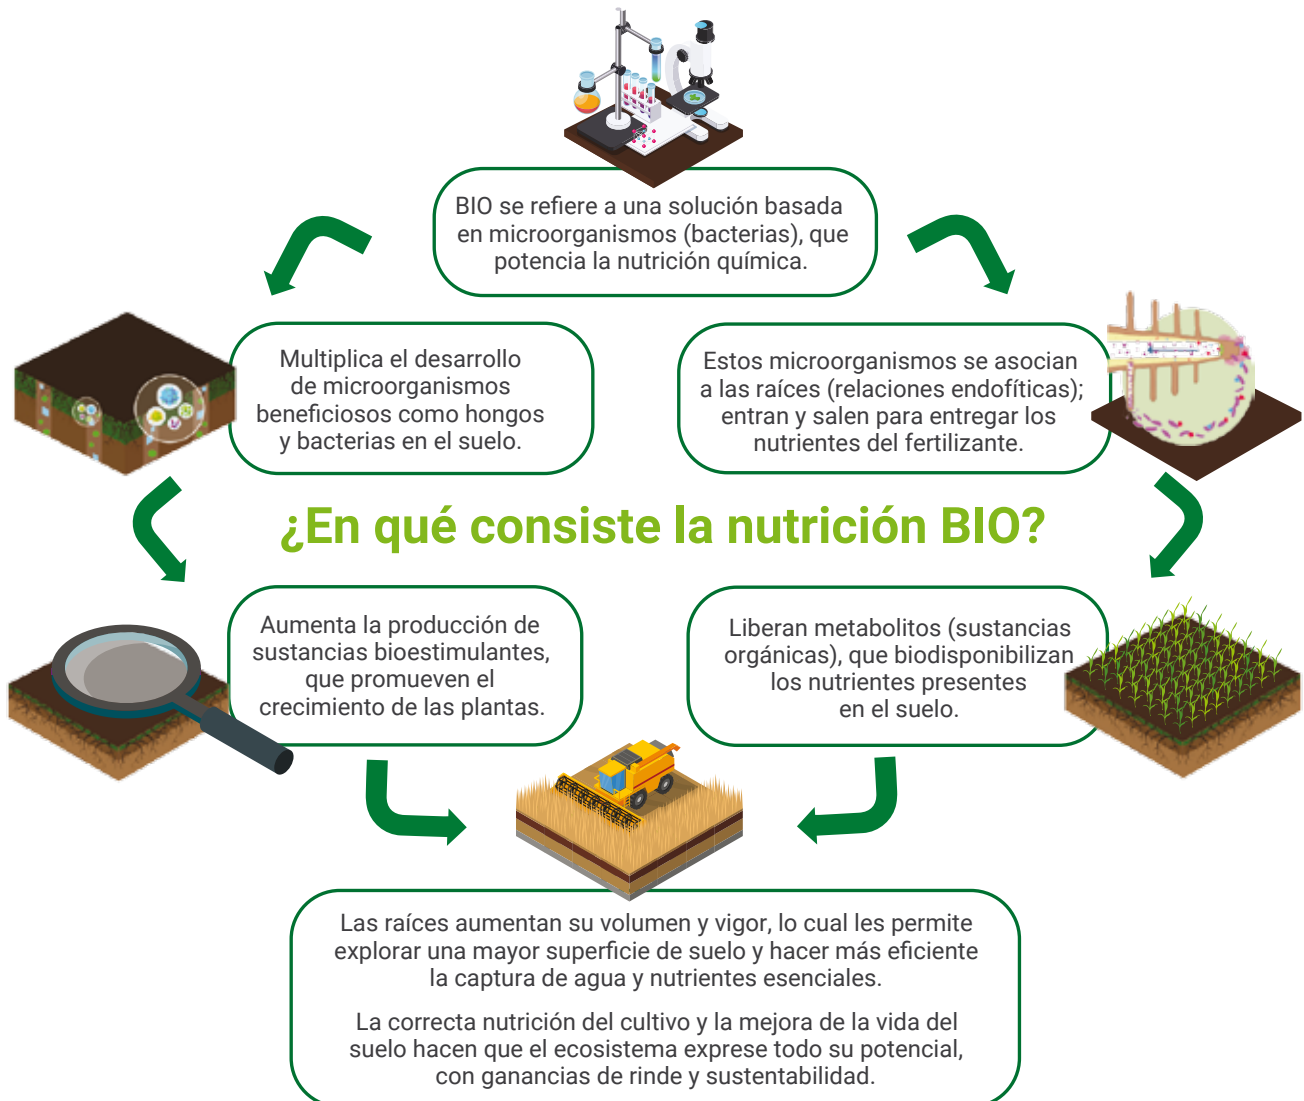 BIO se refiere a una solución basada
en microorganismos (bacterias), que
potencia la nutrición química.
Multiplica el desarrollo
de microorganismos
beneficiosos como hongos
y bacterias en el suelo.
Estos microorganismos se asocian
a las raíces (relaciones endofíticas);
entran y salen para entregar los
nutrientes del fertilizante.
¿En qué consiste la nutrición BIO?
Aumenta la producción de
sustancias bioestimulantes,
que promueven el
crecimiento de las plantas.
Liberan metabolitos (sustancias
orgánicas), que biodisponibilizan
los nutrientes presentes
en el suelo.
Las raíces aumentan su volumen y vigor, lo cual les permite
explorar una mayor superficie de suelo y hacer más eficiente
la captura de agua y nutrientes esenciales.
La correcta nutrición del cultivo y la mejora de la vida del
suelo hacen que el ecosistema exprese todo su potencial,
con ganancias de rinde y sustentabilidad.